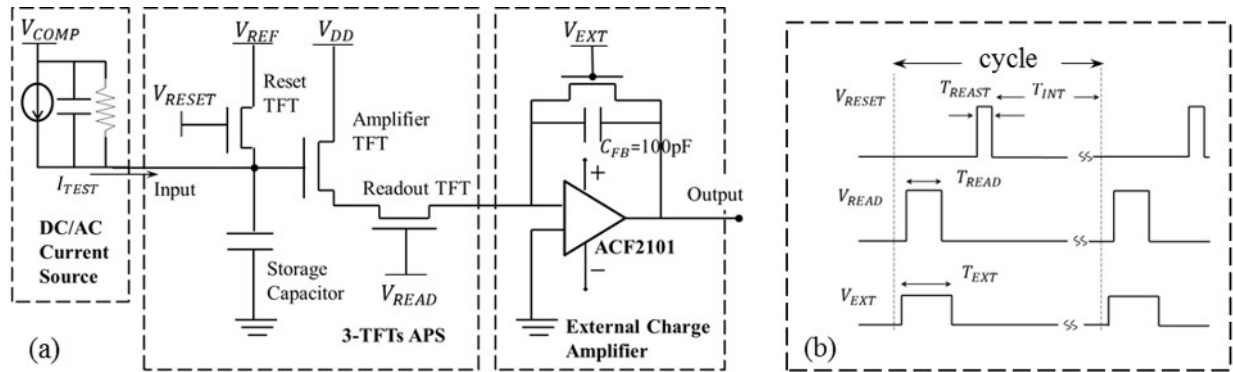 V_COMP
V_REF
V_DD
V_EXT
Reset
TFT
V_RESET
Amplifier
TFT
C_FB=100pF
I_TEST
Input
Readout TFT
+
Output
DC/AC
Current
Source
Storage
Capacitor
V_READ
ACF2101
−
3-TFTs APS
External Charge
Amplifier
(a)
cycle
V_RESET
T_REAST
T_INT
V_READ
T_READ
V_EXT
T_EXT
(b)